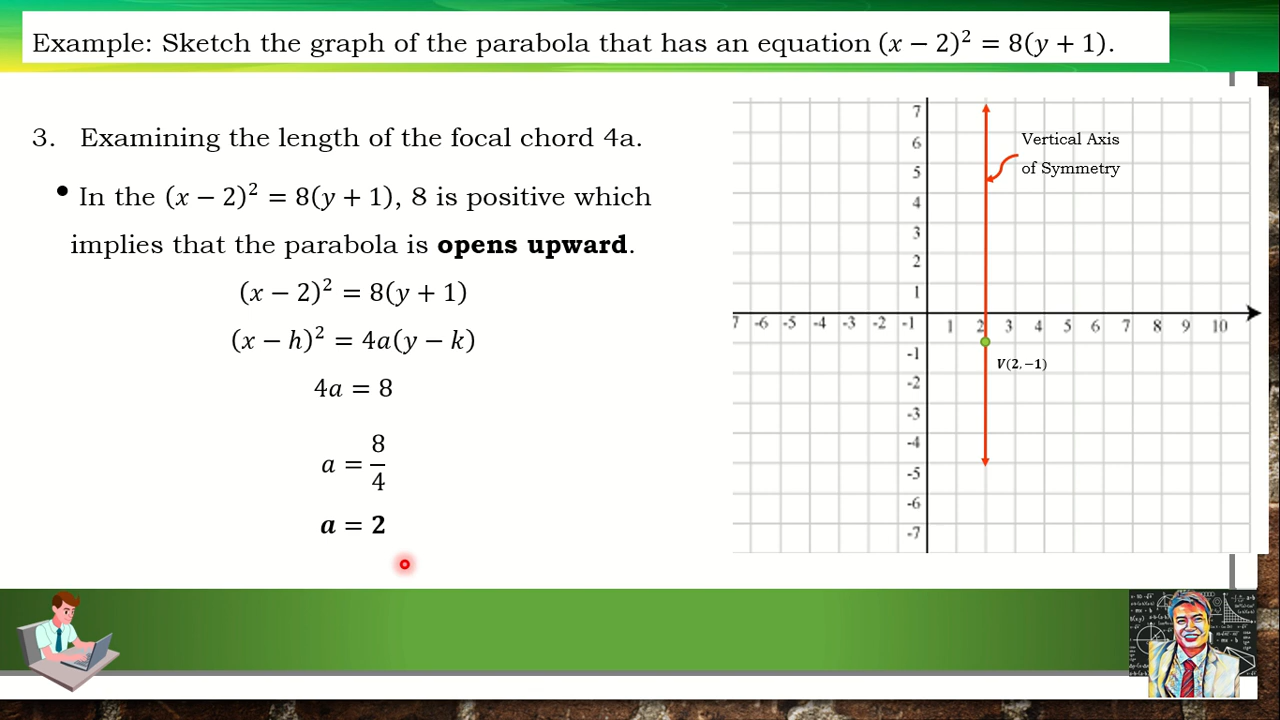 Example: Sketch the graph of the parabola that has an equation (𝑥 − 2)² = 8(𝑦 + 1).
3. Examining the length of the focal chord 4a.
• In the (𝑥 − 2)² = 8(𝑦 + 1), 8 is positive which
implies that the parabola is opens upward.
(𝑥 − 2)² = 8(𝑦 + 1)
(𝑥 − ℎ)² = 4𝑎(𝑦 − 𝑘)
4𝑎 = 8
𝑎 = 8/4
𝒂 = 𝟐
Vertical Axis
of Symmetry
7
6
5
4
3
2
1
7 -6 -5 -4 -3 -2 -1 1 2 3 4 5 6 7 8 9 10
-1
V(2,−1)
-2
-3
-4
-5
-6
-7